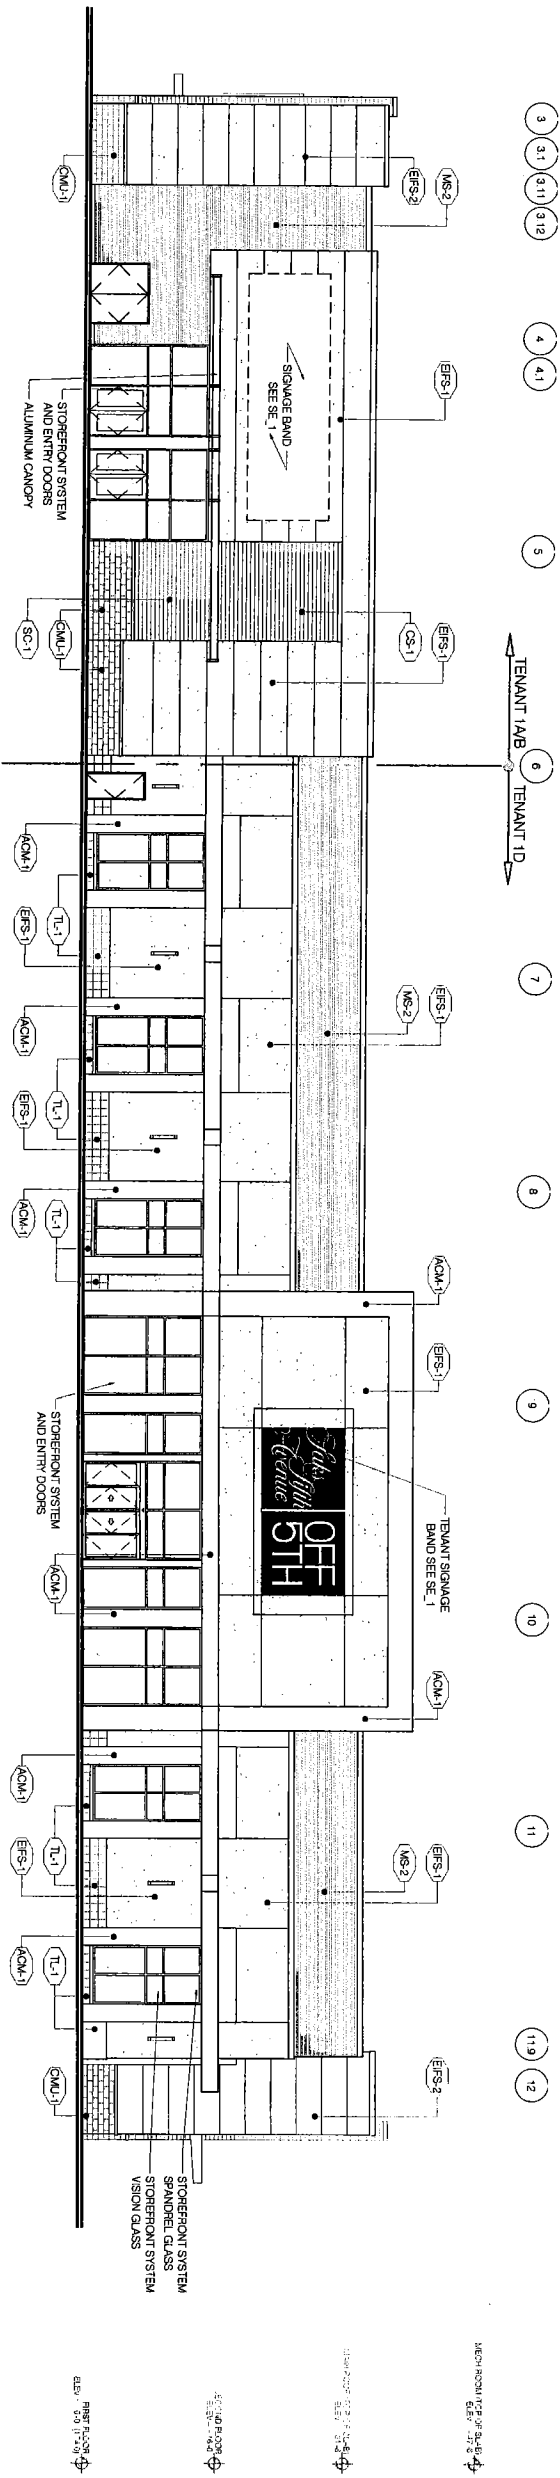 3
3.1
3.11
3.12
4
4.1
5
6
7
8
9
10
11
11.9
12
TENANT 1A/B
TENANT 1D
MS-2
EIFS-2
CMU-1
EIFS-1
SIGNAGE BAND
SEE SE_1
STOREFRONT SYSTEM
AND ENTRY DOORS
ALUMINUM CANOPY
EIFS-1
CS-1
CMU-1
SC-1
ACM-1
TL-1
EIFS-1
ACM-1
EIFS-1
MS-2
TL-1
EIFS-1
ACM-1
TL-1
ACM-1
EIFS-1
STOREFRONT SYSTEM
AND ENTRY DOORS
TENANT SIGNAGE
BAND SEE SE_1
Saks Fifth
Avenue
OFF
5TH
ACM-1
ACM-1
ACM-1
TL-1
EIFS-1
EIFS-1
MS-2
ACM-1
TL-1
CMU-1
EIFS-2
STOREFRONT SYSTEM
SPANDREL GLASS
STOREFRONT SYSTEM
VISION GLASS
MECH ROOM TOP OF SLAB
SECOND FLOOR
FIRST FLOOR